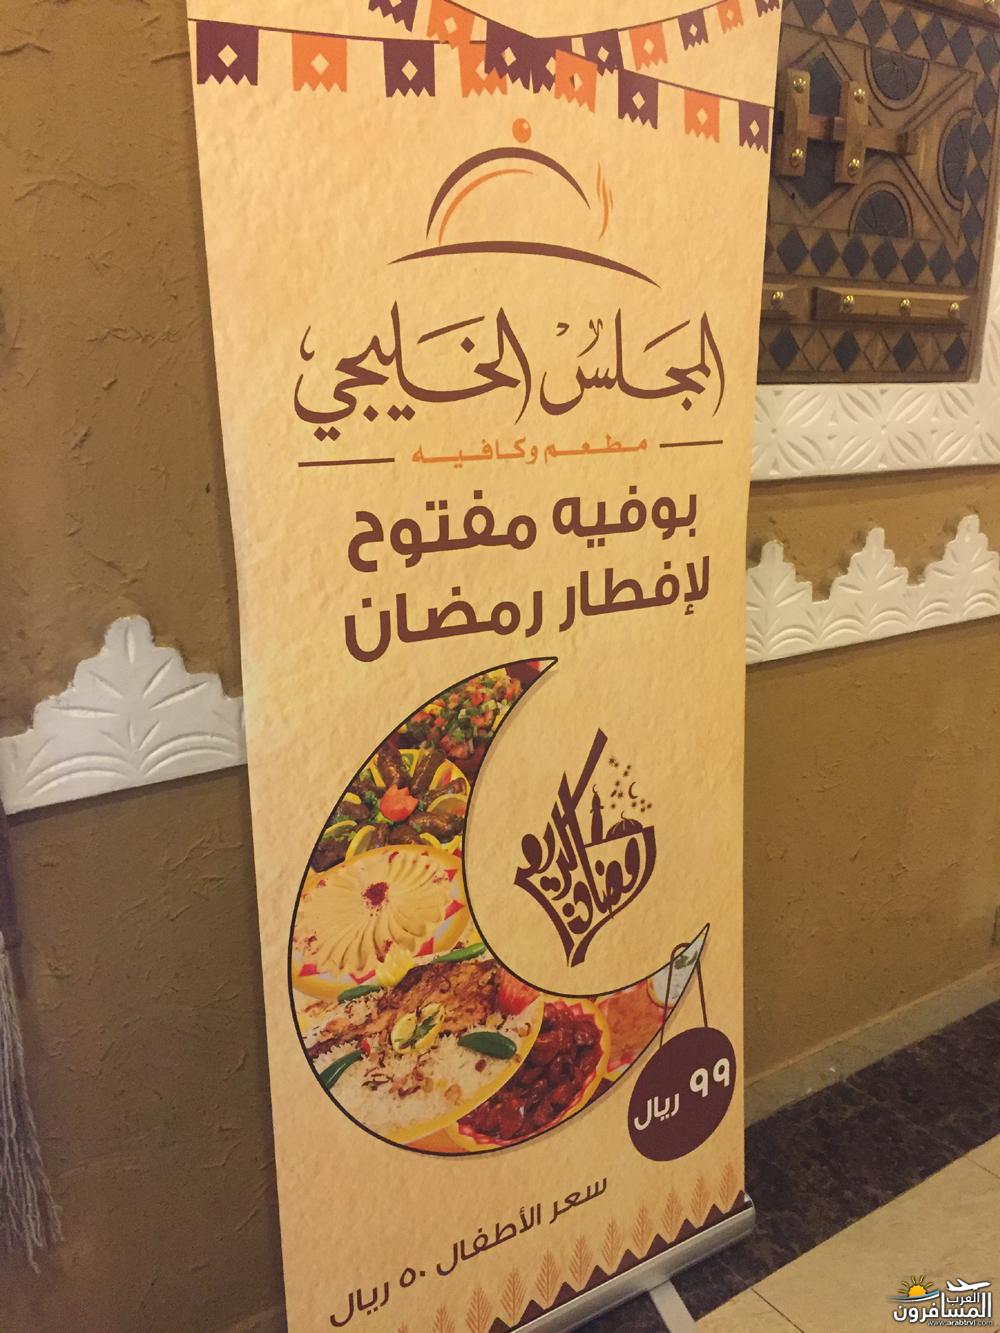 المجلس الخليجي
مطعم وكافيه
بوفيه مفتوح
لإفطار رمضان
رمضان كريم
٩٩ ريال
سعر الأطفال ٥٠ ريال
العرب
المسافرون
www.arabtrvl.com